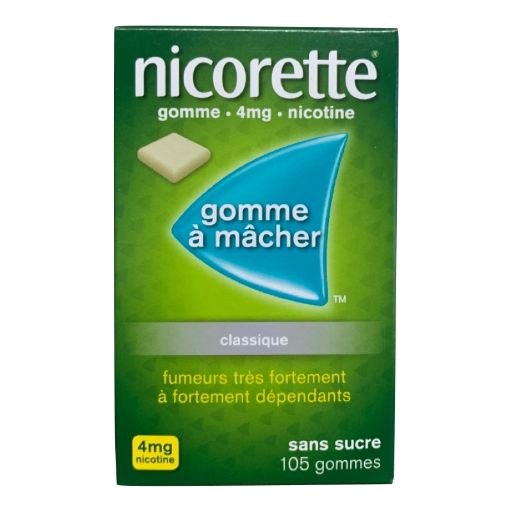 nicorette®
gomme • 4mg • nicotine
gomme
à mâcher
TM
classique
fumeurs très fortement
à fortement dépendants
4mg
nicotine
sans sucre
105 gommes